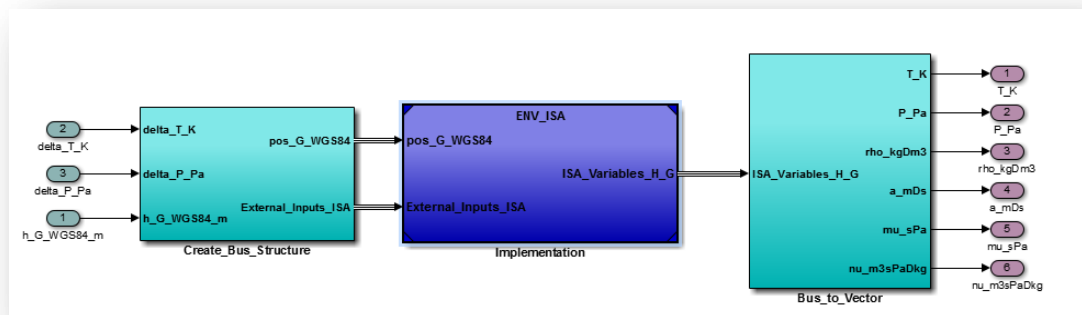 2
delta_T_K
3
delta_P_Pa
1
h_G_WGS84_m
delta_T_K
delta_P_Pa
h_G_WGS84_m
pos_G_WGS84
External_Inputs_ISA
Create_Bus_Structure
ENV_ISA
pos_G_WGS84
External_Inputs_ISA
ISA_Variables_H_G
Implementation
ISA_Variables_H_G
T_K
P_Pa
rho_kgDm3
a_mDs
mu_sPa
nu_m3sPaDkg
Bus_to_Vector
1
T_K
2
P_Pa
3
rho_kgDm3
4
a_mDs
5
mu_sPa
6
nu_m3sPaDkg